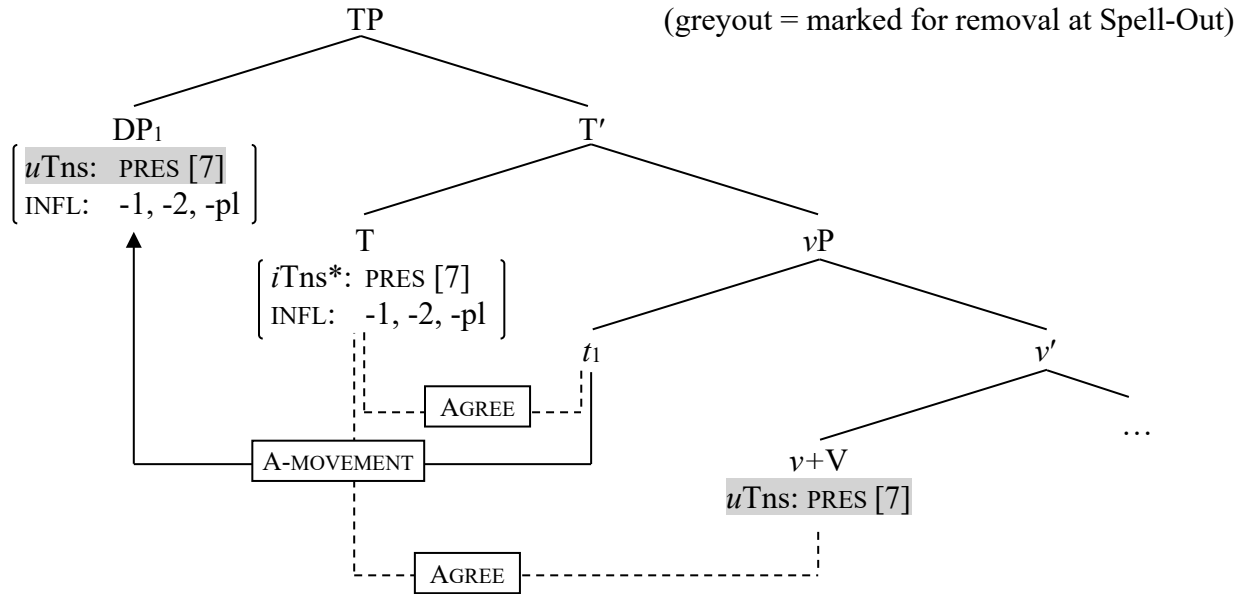 TP
(greyout = marked for removal at Spell-Out)
DP₁
uTns: PRES [7]
INFL: -1, -2, -pl
T′
T
iTns*: PRES [7]
INFL: -1, -2, -pl
vP
t₁
v′
AGREE
…
A-MOVEMENT
v+V
uTns: PRES [7]
AGREE